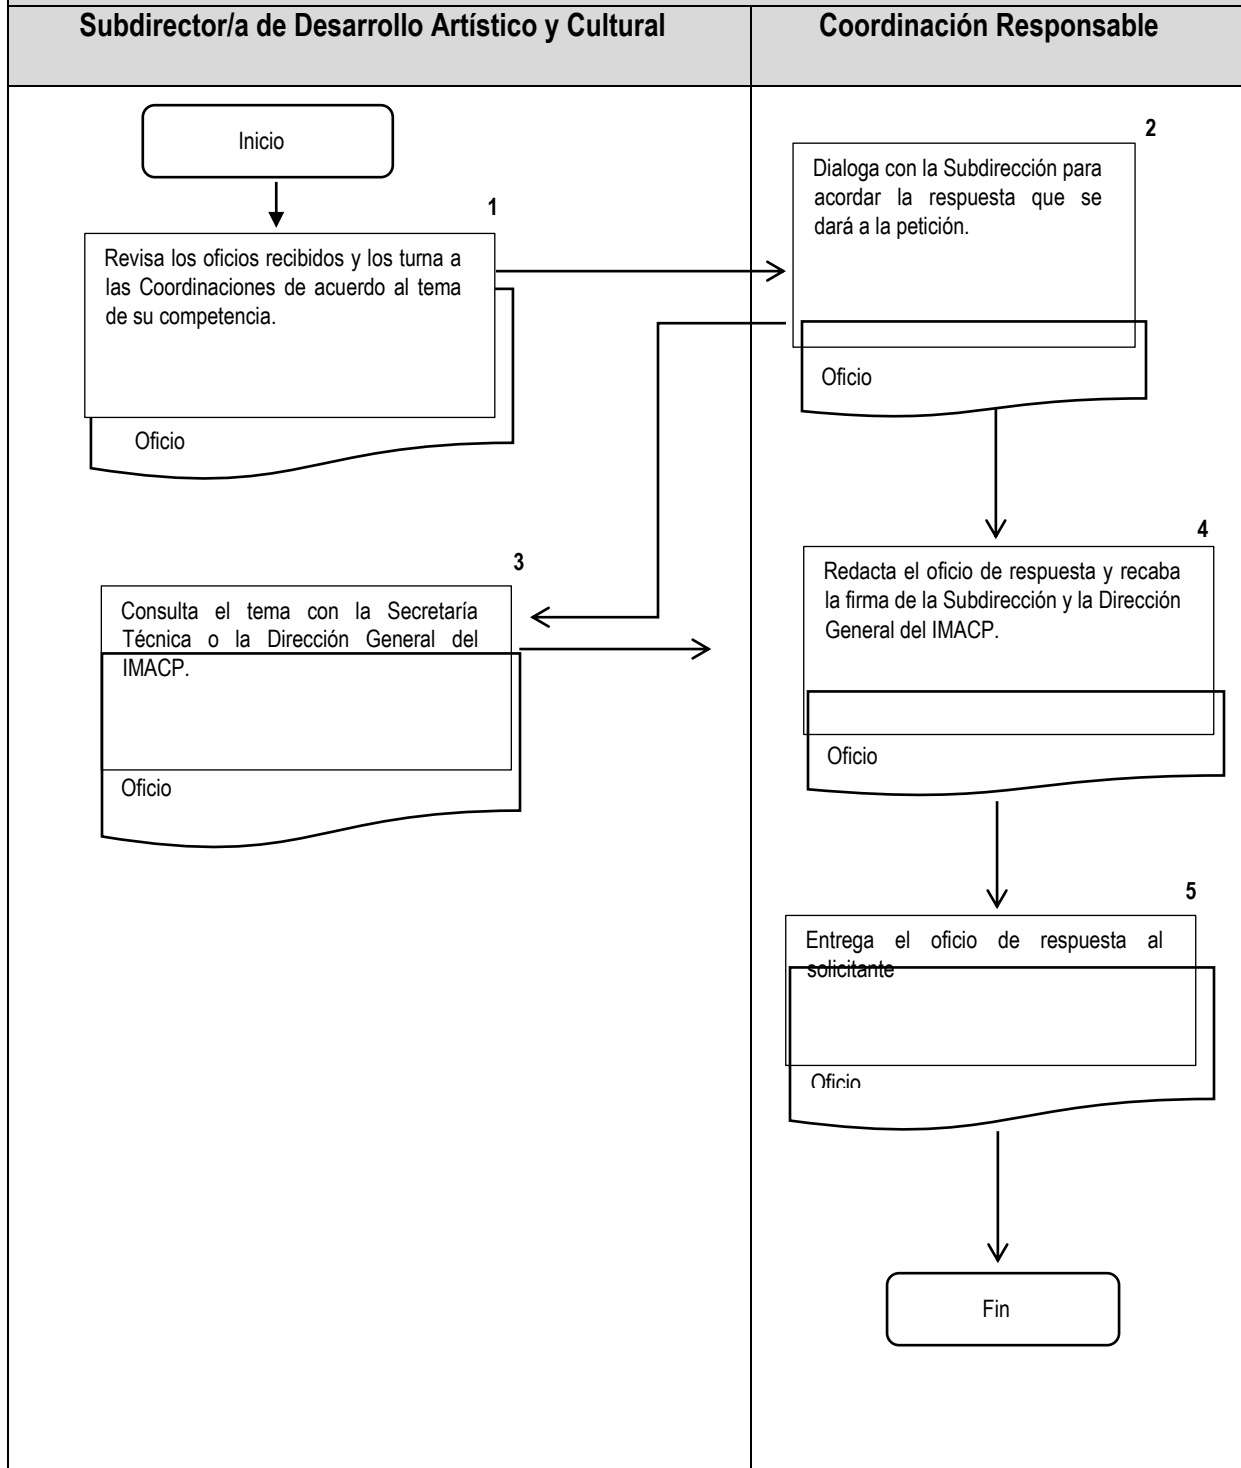 Subdirector/a de Desarrollo Artístico y Cultural
Coordinación Responsable
Inicio
1
Revisa los oficios recibidos y los turna a
las Coordinaciones de acuerdo al tema
de su competencia.
Oficio
2
Dialoga con la Subdirección para
acordar la respuesta que se
dará a la petición.
Oficio
3
Consulta el tema con la Secretaría
Técnica o la Dirección General del
IMACP.
Oficio
4
Redacta el oficio de respuesta y recaba
la firma de la Subdirección y la Dirección
General del IMACP.
Oficio
5
Entrega el oficio de respuesta al
solicitante
Oficio
Fin